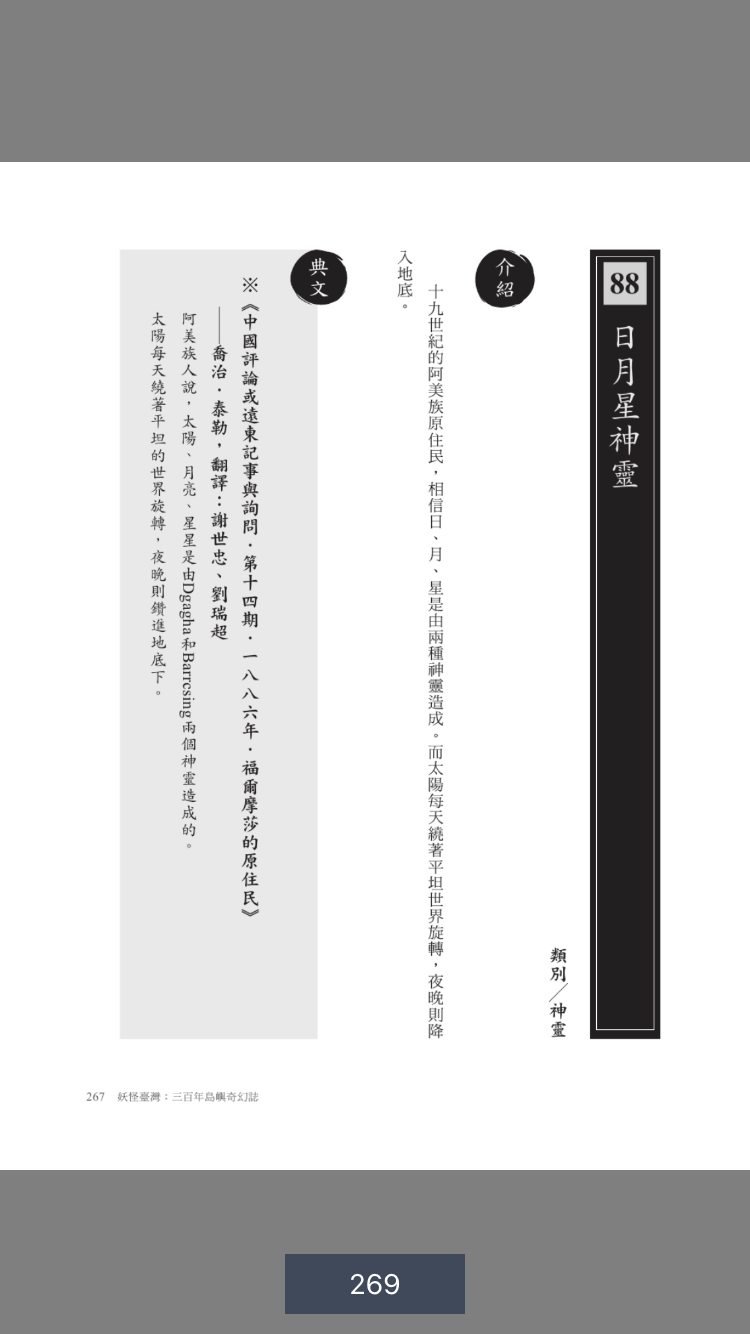 88
日月星神靈
類別／神靈
介紹
十九世紀的阿美族原住民，相信日、月、星是由兩種神靈造成。而太陽每天繞著平坦世界旋轉，夜晚則降
入地底。
典文
※《中國評論或遠東記事與詢問．第十四期．一八八六年．福爾摩莎的原住民》
——喬治．泰勒，翻譯：謝世忠、劉瑞超
阿美族人說，太陽、月亮、星星是由Dgagha和Barrcsing兩個神靈造成的。
太陽每天繞著平坦的世界旋轉，夜晚則鑽進地底下。
267 妖怪臺灣：三百年島嶼奇幻誌
269